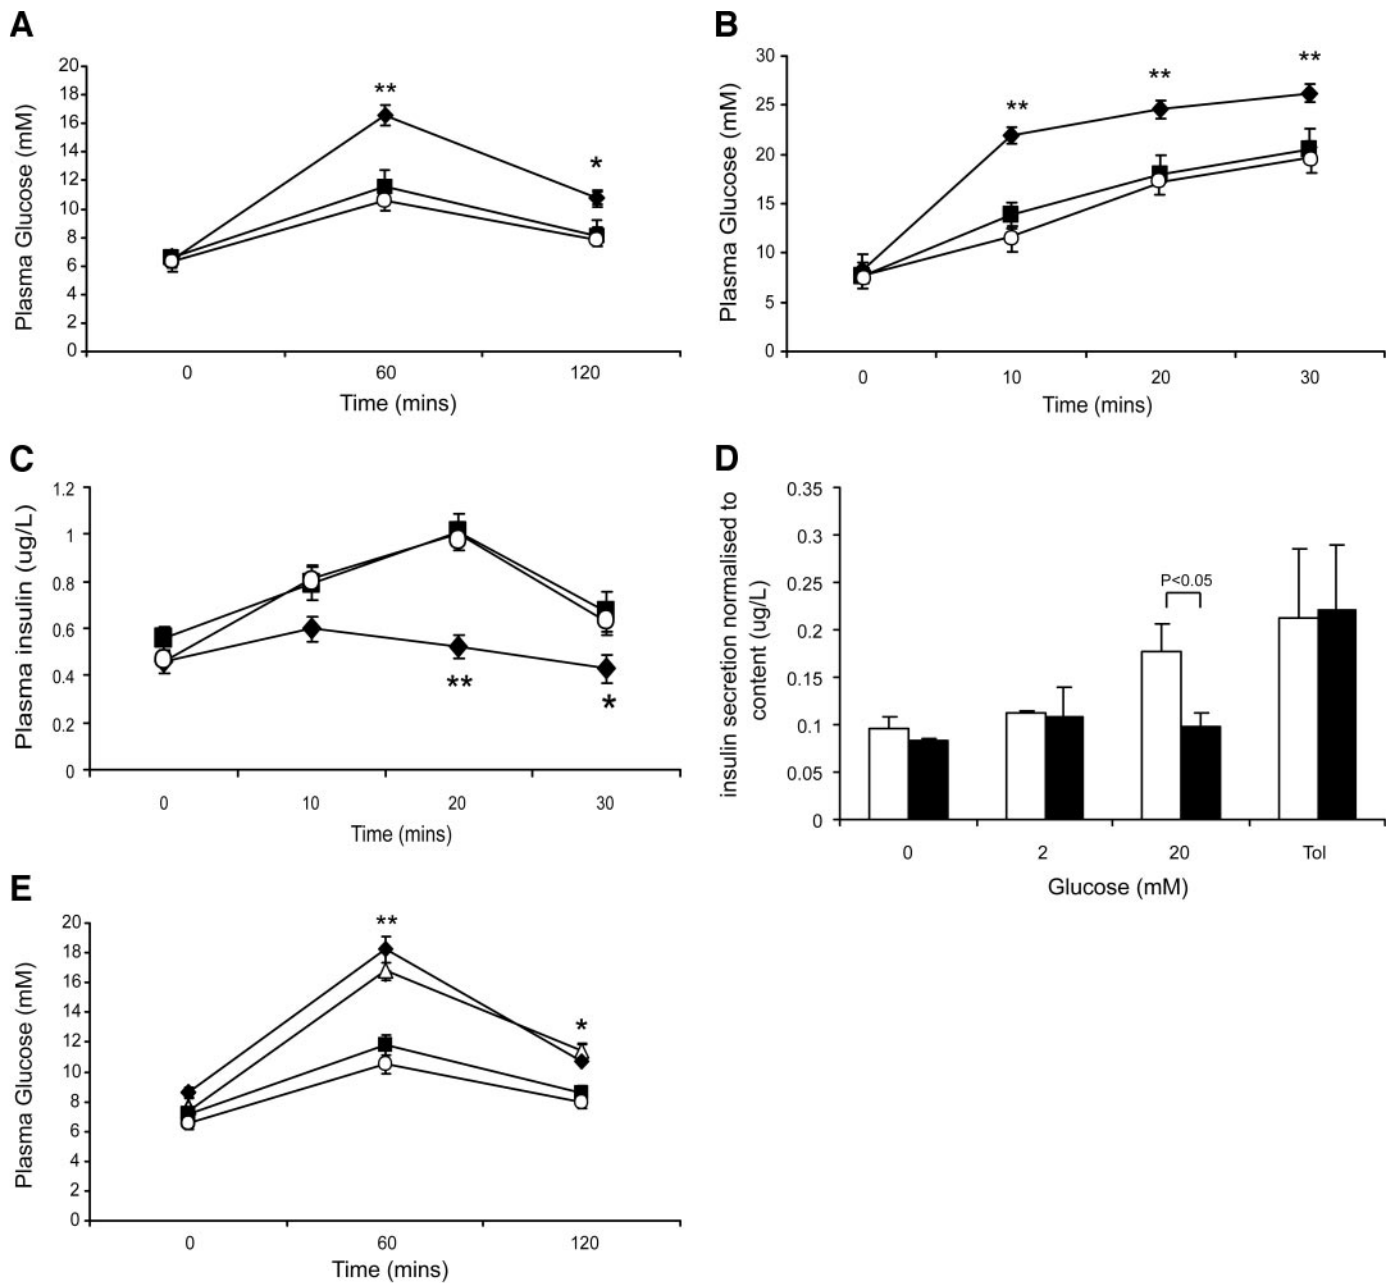 A
20
18
16
14
12
10
8
6
4
2
0
Plasma Glucose (mM)
**
*
0 60 120
Time (mins)
B
30
25
20
15
10
5
0
Plasma Glucose (mM)
** ** **
0 10 20 30
Time (mins)
C
1.2
1
0.8
0.6
0.4
0.2
0
Plasma insulin (ug/L)
**
*
0 10 20 30
Time (mins)
D
0.35
0.3
0.25
0.2
0.15
0.1
0.05
0
insulin secretion normalised to
content (ug/L)
P<0.05
0 2 20 Tol
Glucose (mM)
E
20
18
16
14
12
10
8
6
4
2
0
Plasma Glucose (mM)
**
*
0 60 120
Time (mins)